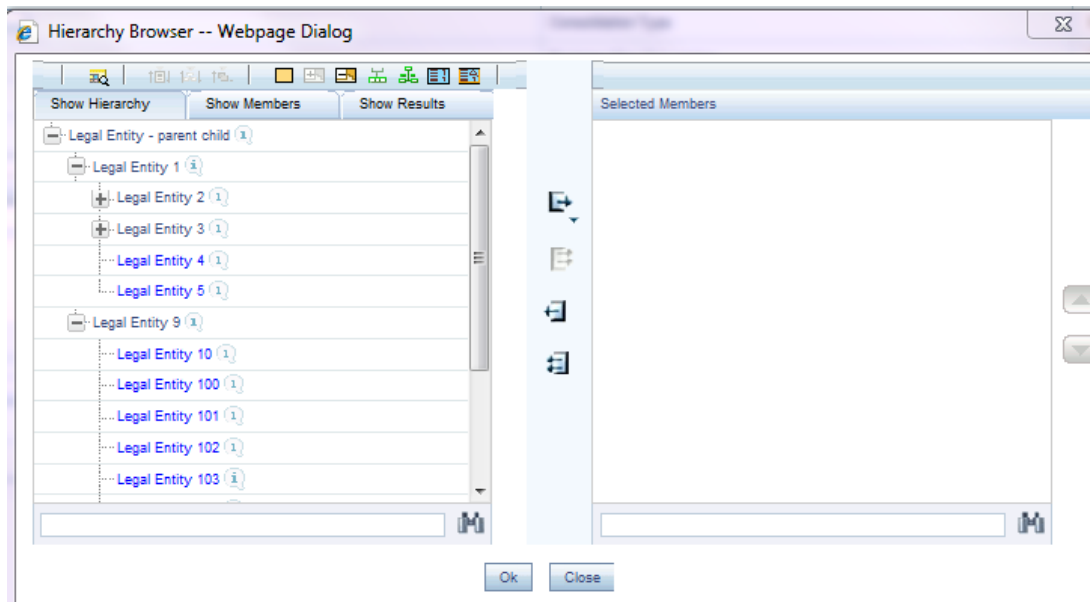 Hierarchy Browser -- Webpage Dialog
Show Hierarchy Show Members Show Results
Selected Members
Legal Entity - parent child
Legal Entity 1
Legal Entity 2
Legal Entity 3
Legal Entity 4
Legal Entity 5
Legal Entity 9
Legal Entity 10
Legal Entity 100
Legal Entity 101
Legal Entity 102
Legal Entity 103
Ok Close